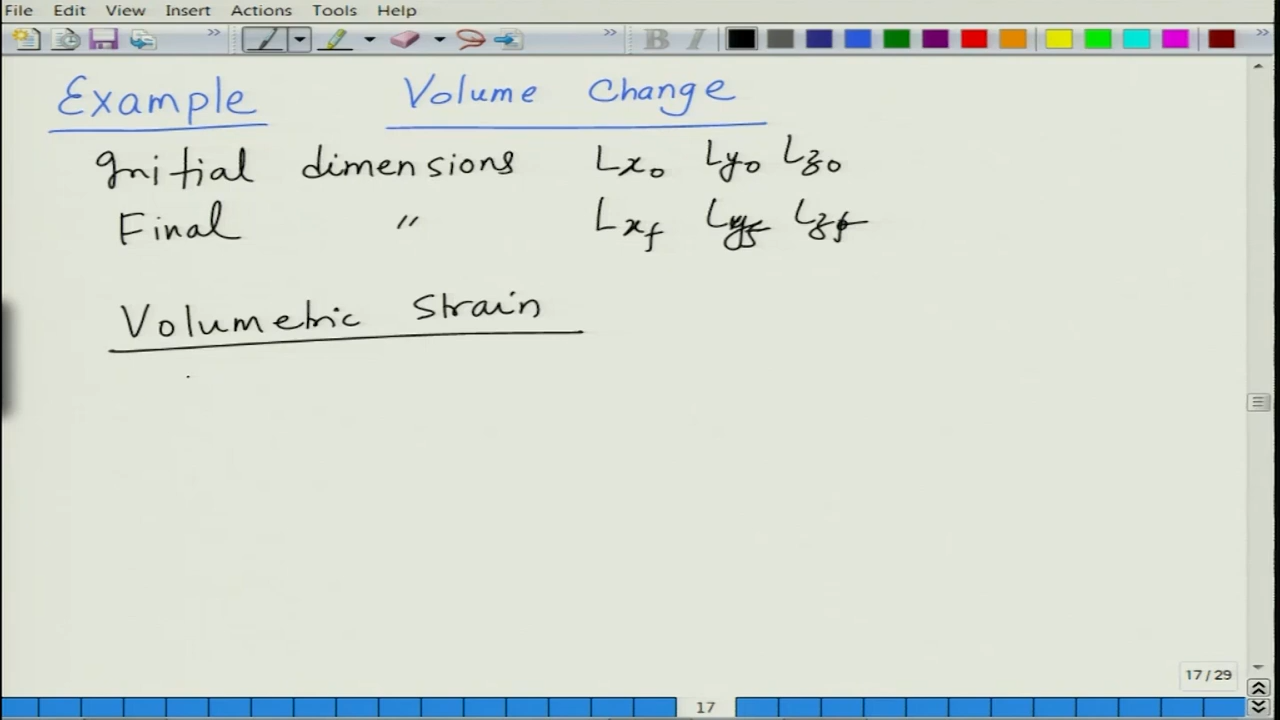 File Edit View Insert Actions Tools Help
Example Volume Change
Initial dimensions Lx₀ Ly₀ Lz₀
Final " Lxf Lyf Lzf
Volumetric Strain
17 / 29
17